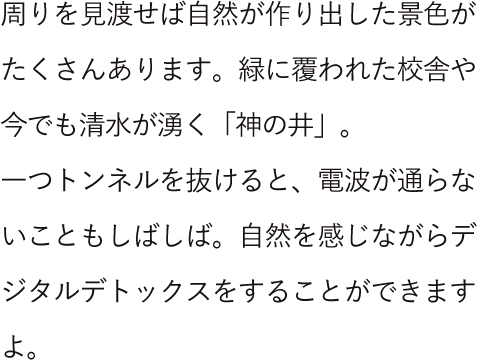 周りを見渡せば自然が作り出した景色が
たくさんあります。緑に覆われた校舎や
今でも清水が湧く「神の井」。
一つトンネルを抜けると、電波が通らな
いこともしばしば。自然を感じながらデ
ジタルデトックスをすることができます
よ。